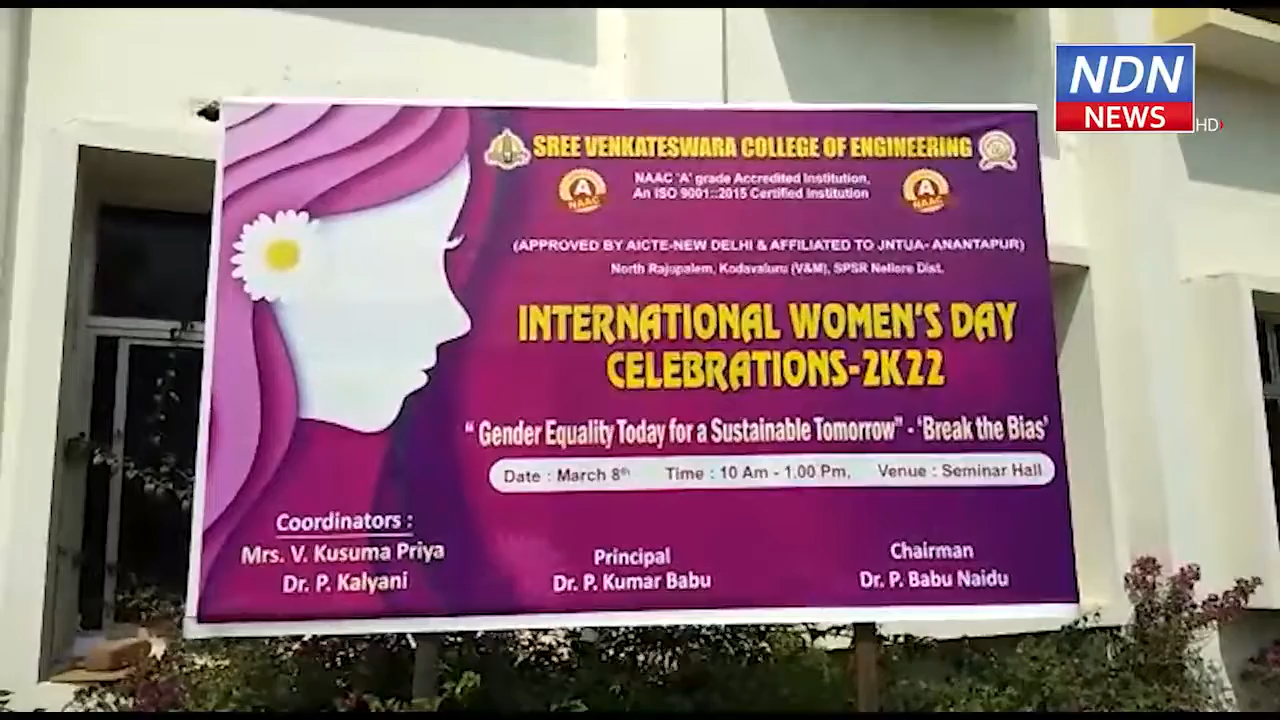 NDN
NEWS
HD
SREE VENKATESWARA COLLEGE OF ENGINEERING
NAAC 'A' grade Accredited Institution,
An ISO 9001::2015 Certified Institution
A
NAAC
A
NAAC
(APPROVED BY AICTE-NEW DELHI & AFFILIATED TO JNTUA- ANANTAPUR)
North Rajupalem, Kodavaluru (V&M), SPSR Nellore Dist.
INTERNATIONAL WOMEN'S DAY
CELEBRATIONS-2K22
“ Gender Equality Today for a Sustainable Tomorrow” - ‘Break the Bias’
Date : March 8th Time : 10 Am - 1.00 Pm, Venue : Seminar Hall
Coordinators :
Mrs. V. Kusuma Priya
Dr. P. Kalyani
Principal
Dr. P. Kumar Babu
Chairman
Dr. P. Babu Naidu